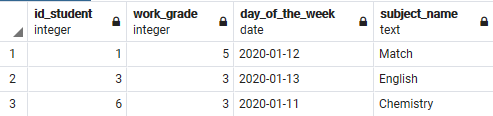 id_student work_grade day_of_the_week subject_name
integer integer date text
1 1 5 2020-01-12 Match
2 3 3 2020-01-13 English
3 6 3 2020-01-11 Chemistry